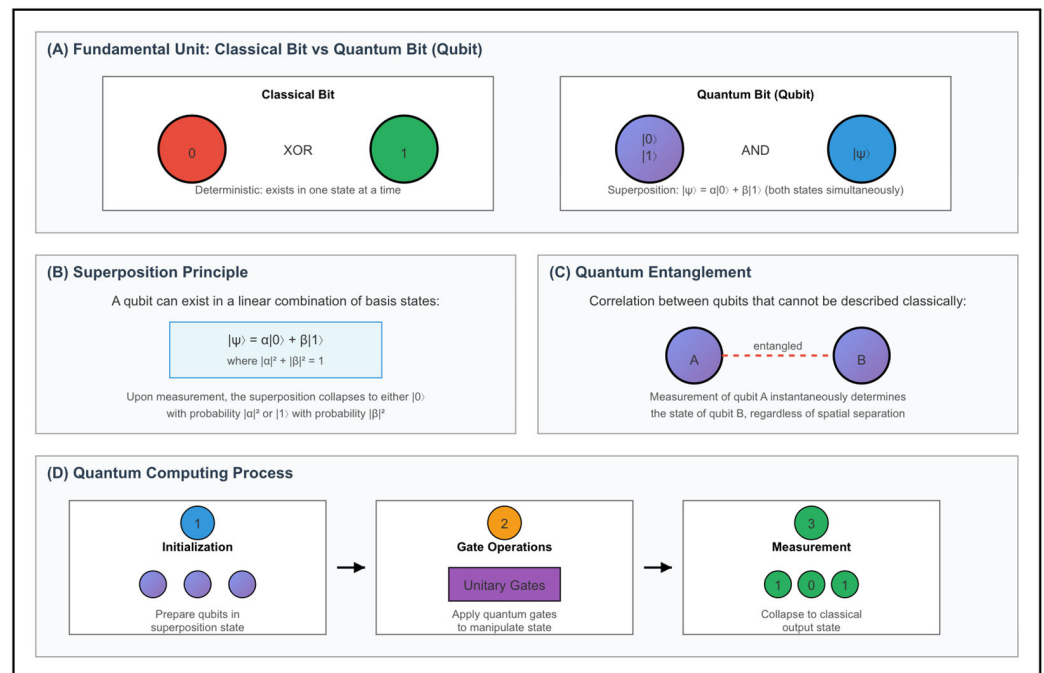 (A) Fundamental Unit: Classical Bit vs Quantum Bit (Qubit)
Classical Bit
0
XOR
1
Deterministic: exists in one state at a time
Quantum Bit (Qubit)
|0⟩
|1⟩
AND
|ψ⟩
Superposition: |ψ⟩ = α|0⟩ + β|1⟩ (both states simultaneously)
(B) Superposition Principle
A qubit can exist in a linear combination of basis states:
|ψ⟩ = α|0⟩ + β|1⟩
where |α|² + |β|² = 1
Upon measurement, the superposition collapses to either |0⟩
with probability |α|² or |1⟩ with probability |β|²
(C) Quantum Entanglement
Correlation between qubits that cannot be described classically:
A
entangled
B
Measurement of qubit A instantaneously determines
the state of qubit B, regardless of spatial separation
(D) Quantum Computing Process
1
Initialization
Prepare qubits in
superposition state
2
Gate Operations
Unitary Gates
Apply quantum gates
to manipulate state
3
Measurement
1 0 1
Collapse to classical
output state